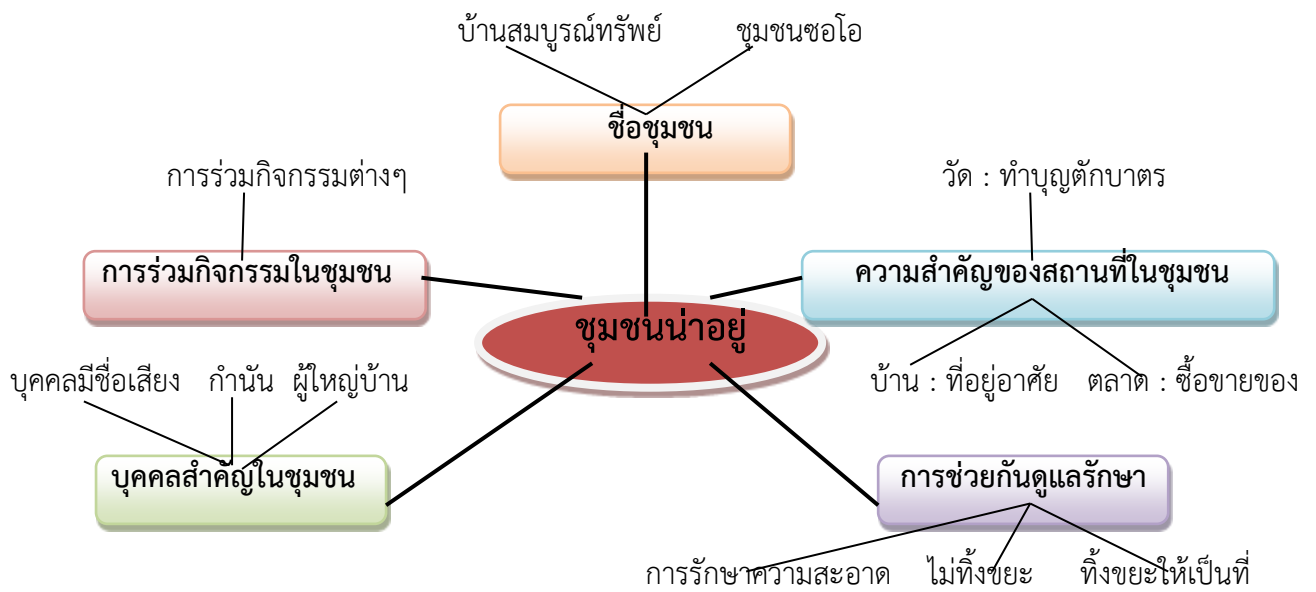 บ้านสมบูรณ์ทรัพย์ ชุมชนซอโอ
ชื่อชุมชน
การร่วมกิจกรรมต่างๆ วัด : ทำบุญตักบาตร
การร่วมกิจกรรมในชุมชน ความสำคัญของสถานที่ในชุมชน
ชุมชนน่าอยู่
บุคคลมีชื่อเสียง กำนัน ผู้ใหญ่บ้าน บ้าน : ที่อยู่อาศัย ตลาด : ซื้อขายของ
บุคคลสำคัญในชุมชน การช่วยกันดูแลรักษา
การรักษาความสะอาด ไม่ทิ้งขยะ ทิ้งขยะให้เป็นที่